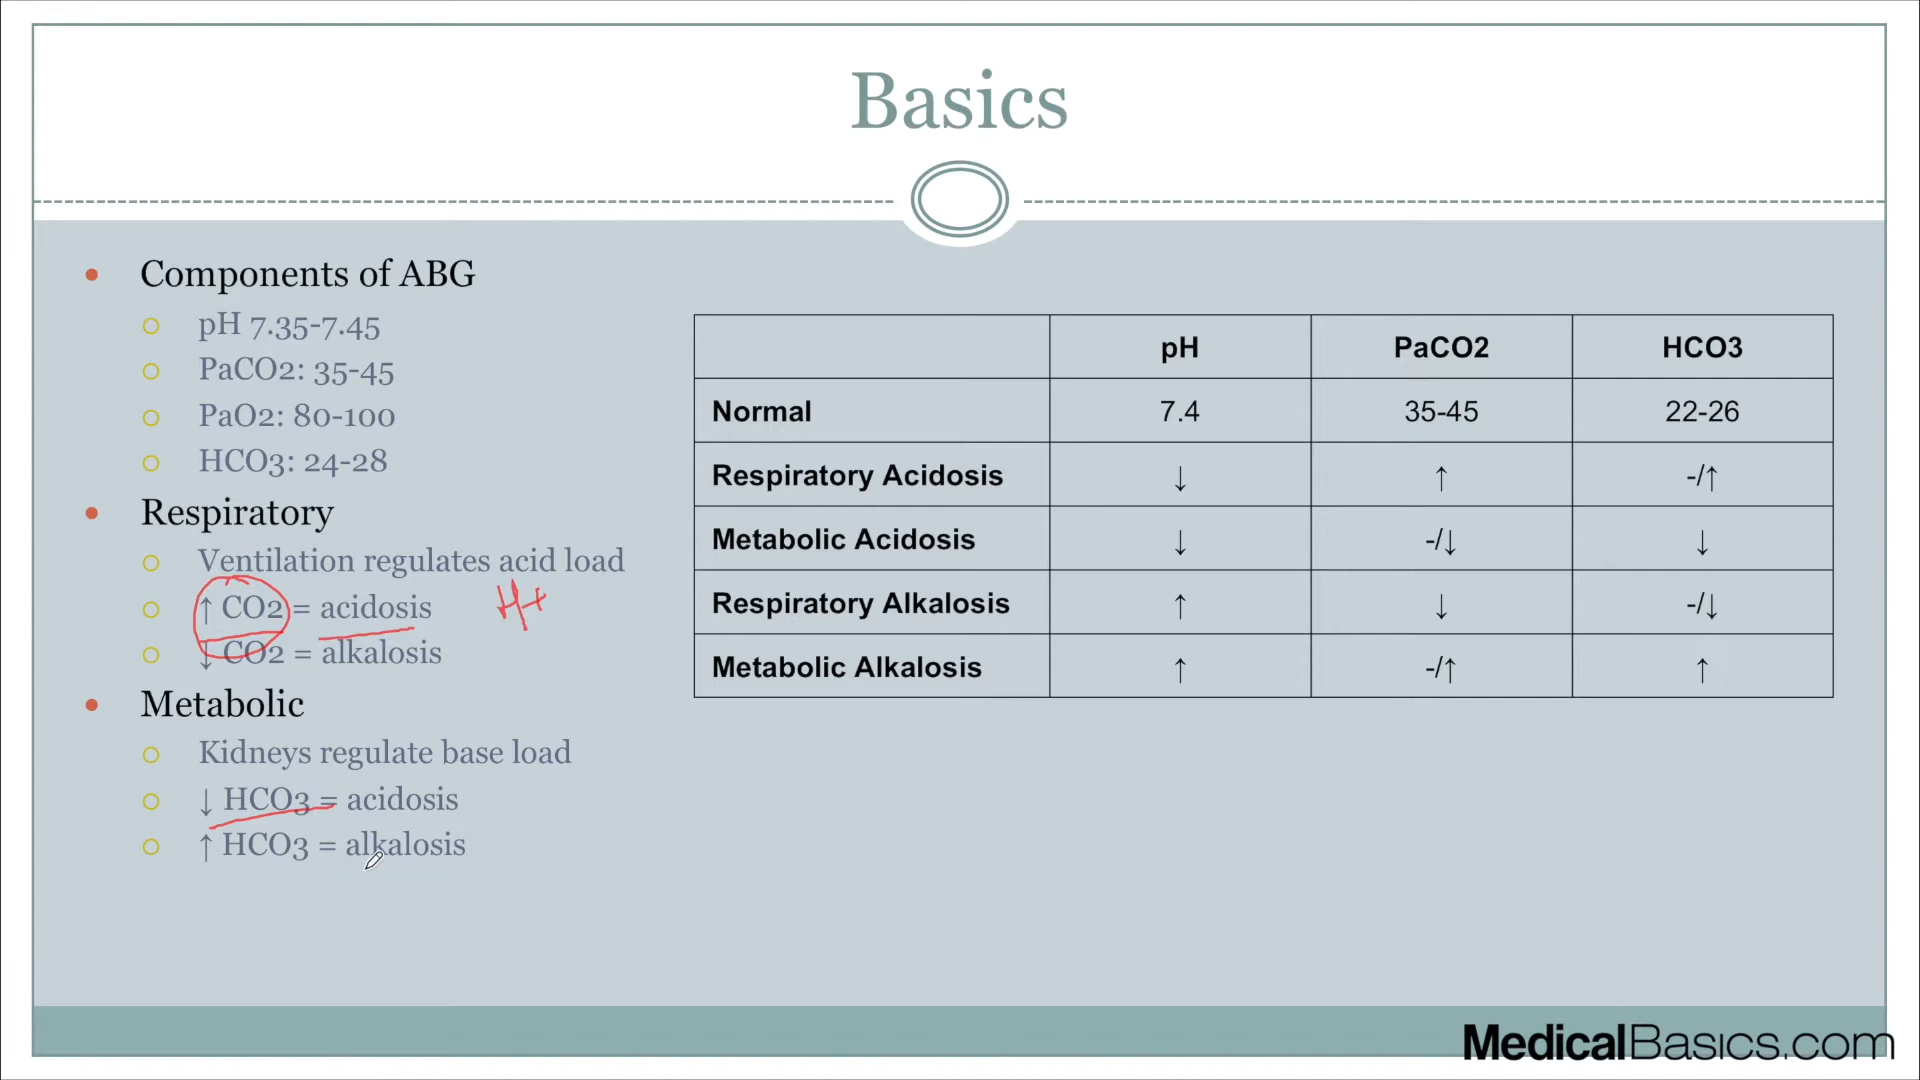 Basics
Components of ABG
pH 7.35-7.45
PaCO2: 35-45
PaO2: 80-100
HCO3: 24-28
Respiratory
Ventilation regulates acid load
↑ CO2 = acidosis H+
↓ CO2 = alkalosis
Metabolic
Kidneys regulate base load
↓ HCO3 = acidosis
↑ HCO3 = alkalosis
pH PaCO2 HCO3
Normal 7.4 35-45 22-26
Respiratory Acidosis ↓ ↑ -/↑
Metabolic Acidosis ↓ -/↓ ↓
Respiratory Alkalosis ↑ ↓ -/↓
Metabolic Alkalosis ↑ -/↑ ↑
MedicalBasics.com